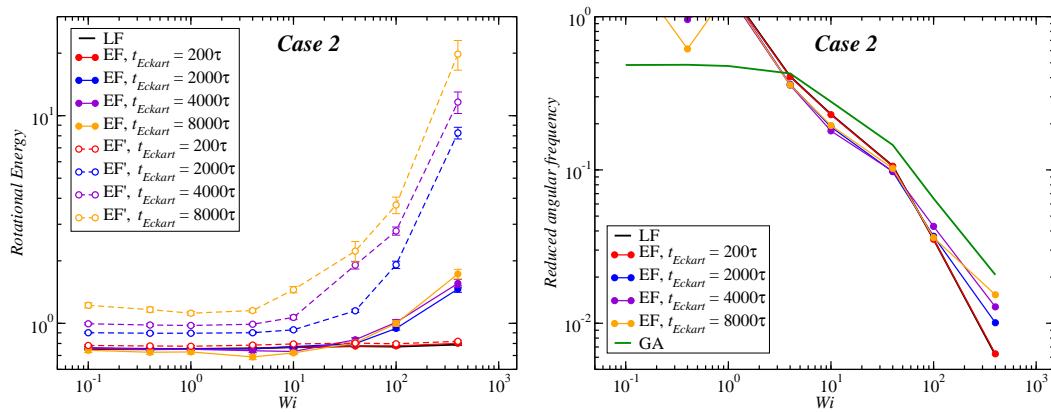 Case 2
LF
EF, t_Eckart = 200τ
EF, t_Eckart = 2000τ
EF, t_Eckart = 4000τ
EF, t_Eckart = 8000τ
EF', t_Eckart = 200τ
EF', t_Eckart = 2000τ
EF', t_Eckart = 4000τ
EF', t_Eckart = 8000τ
Rotational Energy
10^1
10^0
10^-1 10^0 10^1 10^2 10^3
Wi
Case 2
Reduced angular frequency
10^0
10^-1
10^-2
LF
EF, t_Eckart = 200τ
EF, t_Eckart = 2000τ
EF, t_Eckart = 4000τ
EF, t_Eckart = 8000τ
GA
10^-1 10^0 10^1 10^2 10^3
Wi